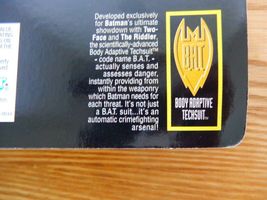 Developed exclusively
for Batman's ultimate
showdown with Two-
Face and The Riddler,
the scientifically-advanced
Body Adaptive Techsuit™
- code name B.A.T. -
actually senses and
assesses danger,
instantly providing from
within the weaponry
which Batman needs for
each threat. It's not just
a B.A.T. suit...it's an
automatic crimefighting
arsenal!
B.A.T.
BODY ADAPTIVE
TECHSUIT™